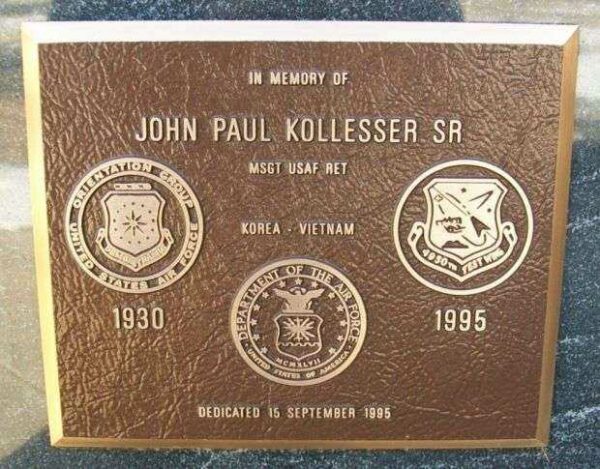 IN MEMORY OF
JOHN PAUL KOLLESSER SR
MSGT USAF RET
KOREA - VIETNAM
ORIENTATION GROUP
UNITED STATES AIR FORCE
4950TH TEST WING
1930
1995
DEPARTMENT OF THE AIR FORCE
MCMXLVII
UNITED STATES OF AMERICA
DEDICATED 15 SEPTEMBER 1995